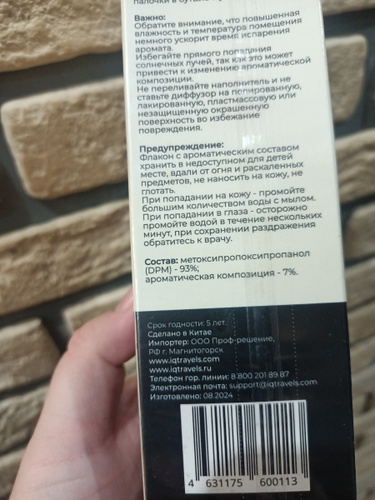 палочки в бутылку
Важно:
Обратите внимание, что повышенная
влажность и температура помещения
немного ускорит время испарения
аромата.
Избегайте прямого попадания
солнечных лучей, так как это может
привести к изменению ароматической
композиции.
Не переливайте наполнитель и не
ставьте диффузор на полированную,
лакированную, пластмассовую или
незащищенную окрашенную
поверхность во избежание
повреждения.
Предупреждение:
Флакон с ароматическим составом
хранить в недоступном для детей
месте, вдали от огня и раскаленных
предметов, не наносить на кожу, не
глотать.
При попадании на кожу - промойте
большим количеством воды с мылом.
При попадании в глаза - осторожно
промойте водой в течение нескольких
минут, при сохранении раздражения
обратитесь к врачу.
Состав: метоксипропоксипропанол
(DPM) - 93%;
ароматическая композиция - 7%.
Срок годности: 5 лет.
Сделано в Китае
Импортер: ООО Проф-решение,
РФ г. Магнитогорск
www.iqtravels.com
www.iqtravels.ru
Телефон гор. линии: 8 800 201 89 87
Электронная почта: support@iqtravels.com
Изготовлено: 08.2024
4 631175 600113